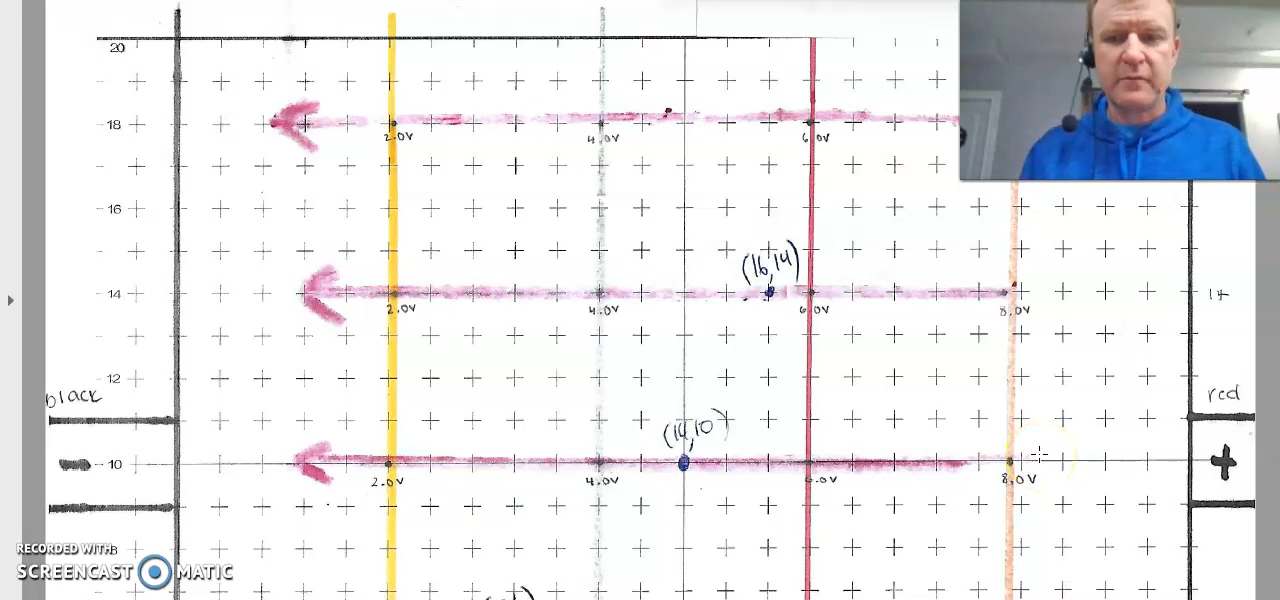 20
18
2.0V 4.0V 6.0V
16
(16,14)
14 14
2.0V 4.0V 6.0V 8.0V
12
black red
(14,10)
- 10 +
2.0V 4.0V 6.0V 8.0V
RECORDED WITH
SCREENCAST MATIC